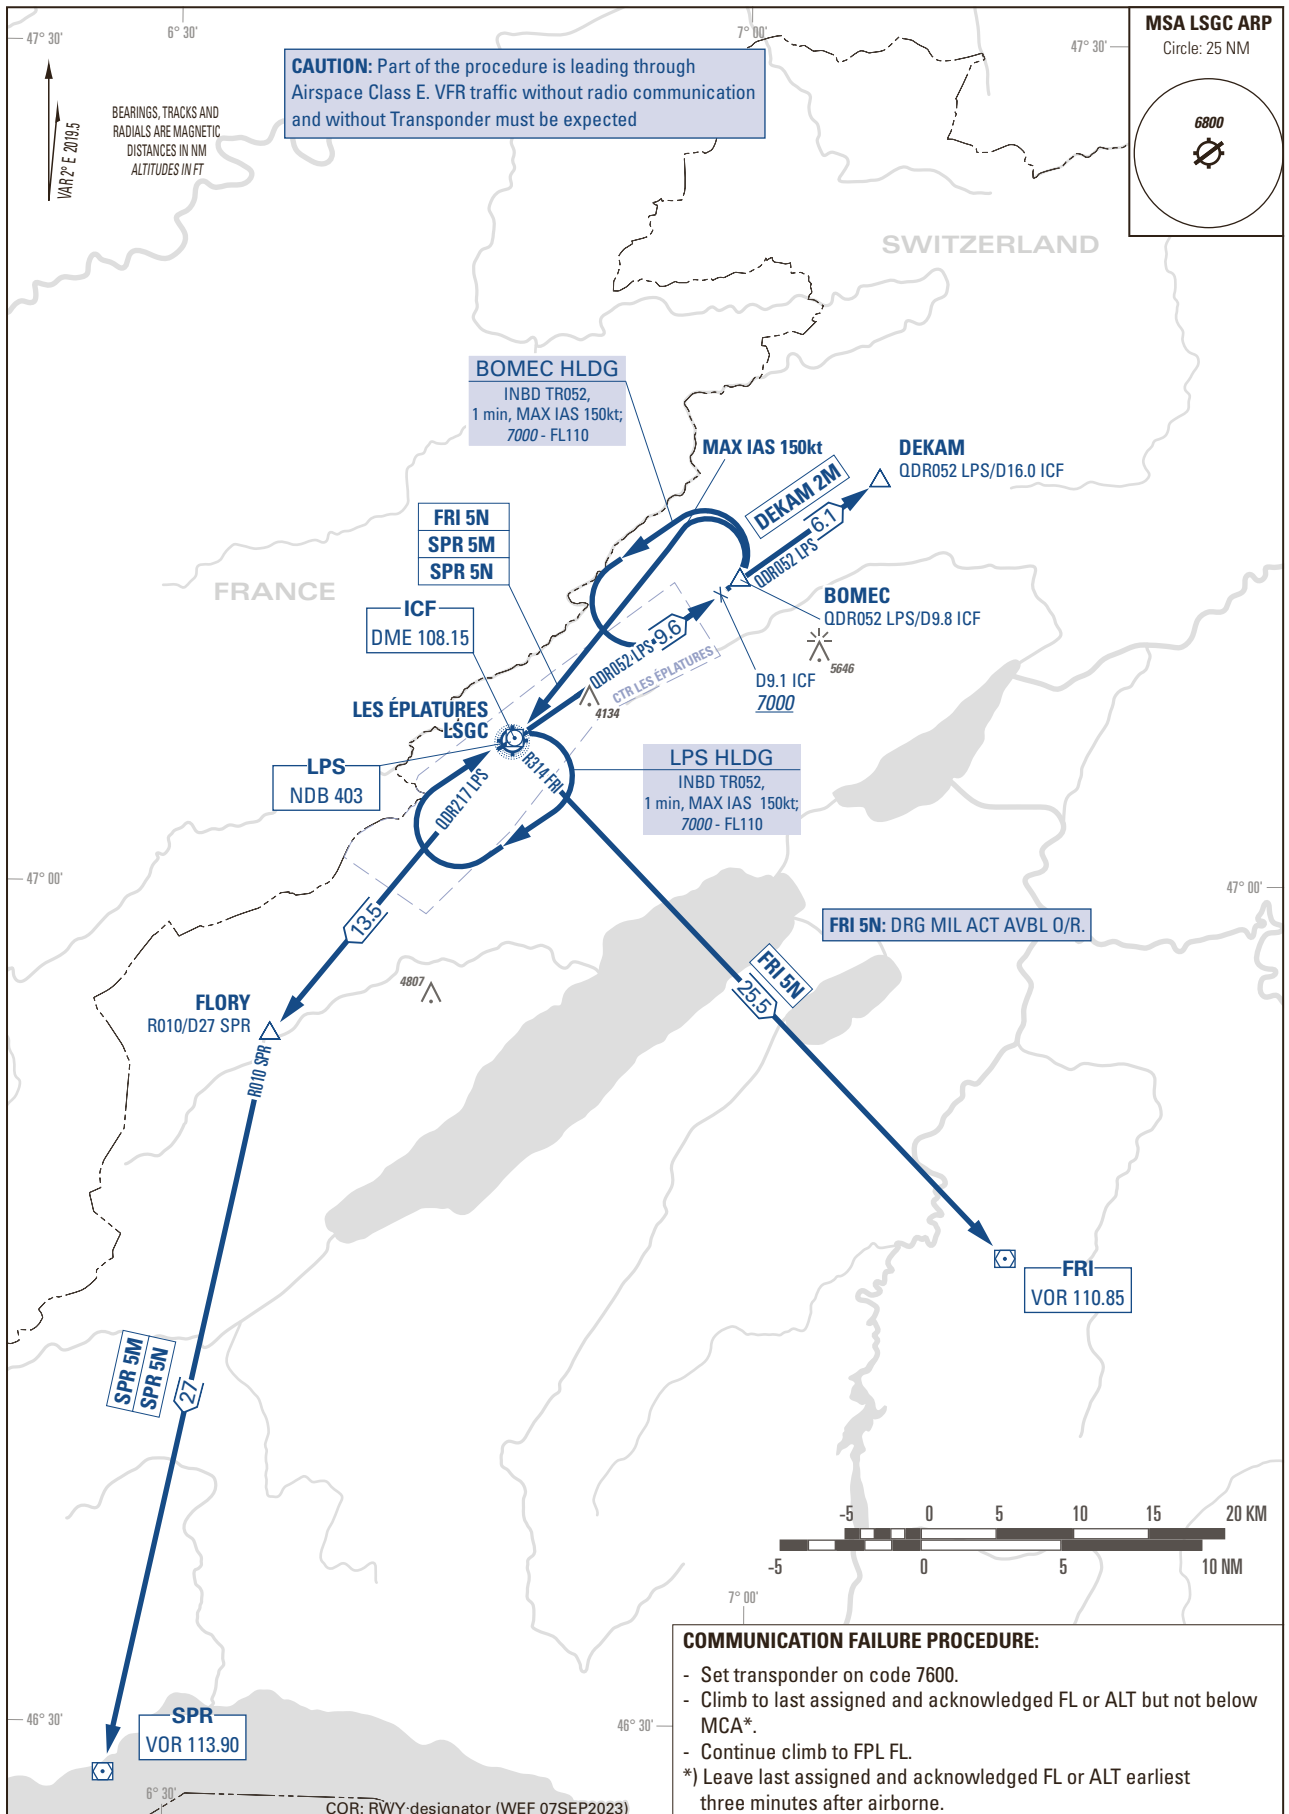 47° 30'
6° 30'
7° 00'
47° 30'
MSA LSGC ARP
Circle: 25 NM
6800
CAUTION: Part of the procedure is leading through
Airspace Class E. VFR traffic without radio communication
and without Transponder must be expected
VAR 2° E 2019.5
BEARINGS, TRACKS AND
RADIALS ARE MAGNETIC
DISTANCES IN NM
ALTITUDES IN FT
SWITZERLAND
BOMEC HLDG
INBD TR052,
1 min, MAX IAS 150kt;
7000 - FL110
MAX IAS 150kt
DEKAM
QDR052 LPS/D16.0 ICF
DEKAM 2M
6.1
QDR052 LPS
FRI 5N
SPR 5M
SPR 5N
FRANCE
ICF
DME 108.15
BOMEC
QDR052 LPS/D9.8 ICF
5646
QDR052 LPS
9.6
CTR LES ÉPLATURES
D9.1 ICF
7000
4134
LES ÉPLATURES
LSGC
LPS
NDB 403
R314 FRI
QDR217 LPS
LPS HLDG
INBD TR052,
1 min, MAX IAS 150kt;
7000 - FL110
47° 00'
47° 00'
13.5
FRI 5N: DRG MIL ACT AVBL O/R.
FRI 5N
25.5
4807
FLORY
R010/D27 SPR
R010 SPR
FRI
VOR 110.85
SPR 5M
SPR 5N
27
-5 0 5 10 15 20 KM
-5 0 5 10 NM
7° 00'
COMMUNICATION FAILURE PROCEDURE:
- Set transponder on code 7600.
- Climb to last assigned and acknowledged FL or ALT but not below
MCA*.
- Continue climb to FPL FL.
*) Leave last assigned and acknowledged FL or ALT earliest
three minutes after airborne.
46° 30'
46° 30'
SPR
VOR 113.90
6° 30'
COR: RWY designator (WEF 07SEP2023)